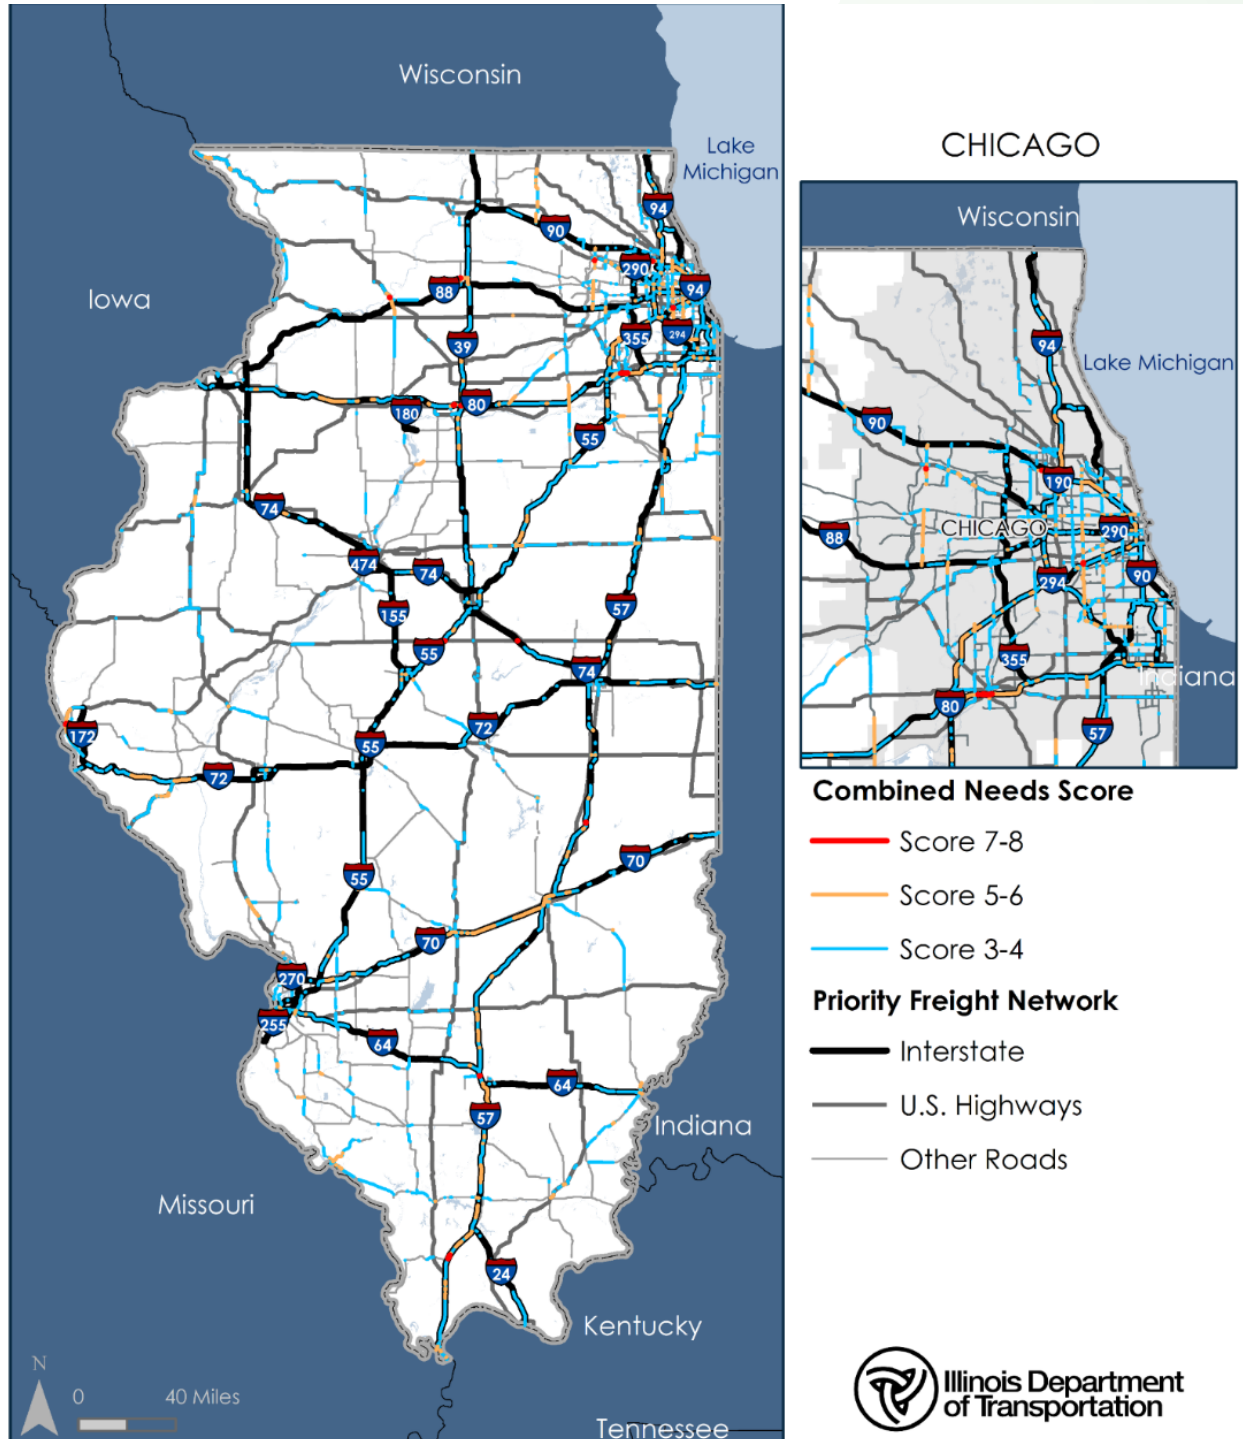 Wisconsin
Lake
Michigan
Iowa
94
90
290
94
88
355
294
39
180
80
55
74
474
74
155
57
55
74
172
72
55
72
70
55
70
270
255
64
64
57
Indiana
Missouri
24
Kentucky
N
0 40 Miles
Tennessee
CHICAGO
Wisconsin
94
Lake Michigan
90
190
CHICAGO
88
290
294
90
355
Indiana
80
57
Combined Needs Score
Score 7-8
Score 5-6
Score 3-4
Priority Freight Network
Interstate
U.S. Highways
Other Roads
Illinois Department
of Transportation